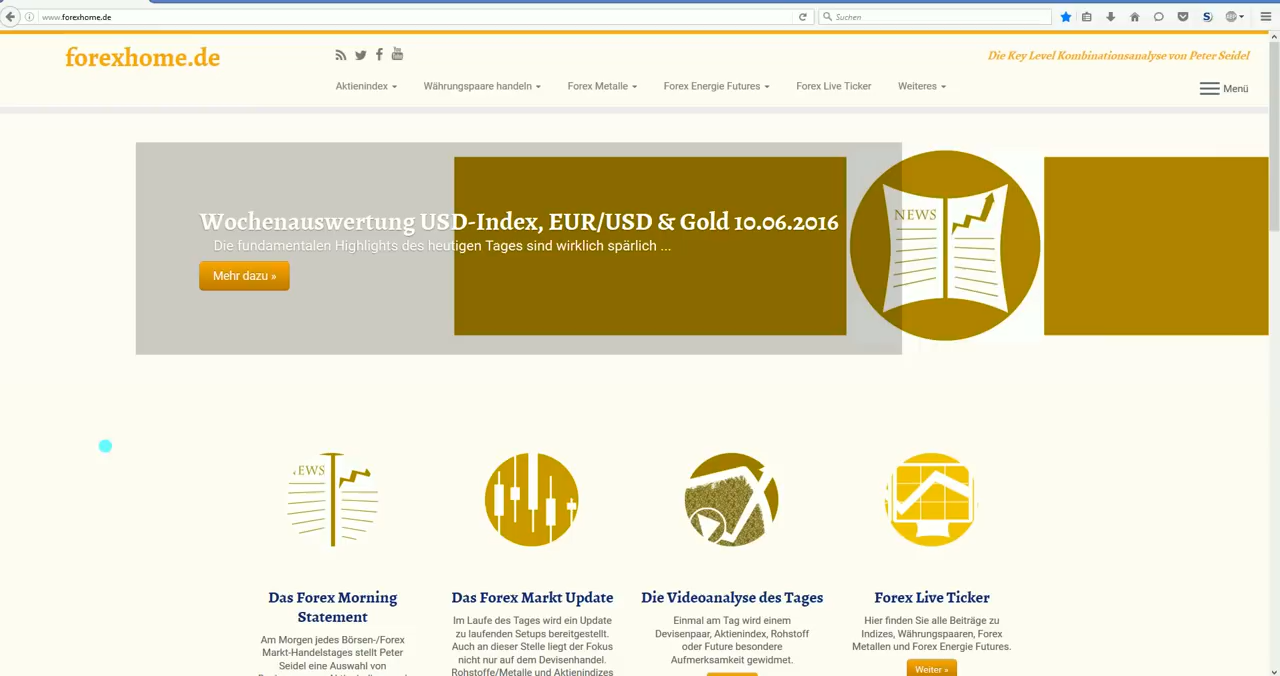 www.forexhome.de
Suchen
forexhome.de
Die Key Level Kombinationsanalyse von Peter Seidel
Aktienindex
Währungspaare handeln
Forex Metalle
Forex Energie Futures
Forex Live Ticker
Weiteres
Menü
Wochenauswertung USD-Index, EUR/USD & Gold 10.06.2016
Die fundamentalen Highlights des heutigen Tages sind wirklich spärlich ...
Mehr dazu »
NEWS
Das Forex Morning
Statement
Am Morgen jedes Börsen-/Forex
Markt-Handelstages stellt Peter
Seidel eine Auswahl von
Das Forex Markt Update
Im Laufe des Tages wird ein Update
zu laufenden Setups bereitgestellt.
Auch an dieser Stelle liegt der Fokus
nicht nur auf dem Devisenhandel.
Rohstoffe/Metalle und Aktienindizes
Die Videoanalyse des Tages
Einmal am Tag wird einem
Devisenpaar, Aktienindex, Rohstoff
oder Future besondere
Aufmerksamkeit gewidmet.
Forex Live Ticker
Hier finden Sie alle Beiträge zu
Indizes, Währungspaaren, Forex
Metallen und Forex Energie Futures.
Weiter »